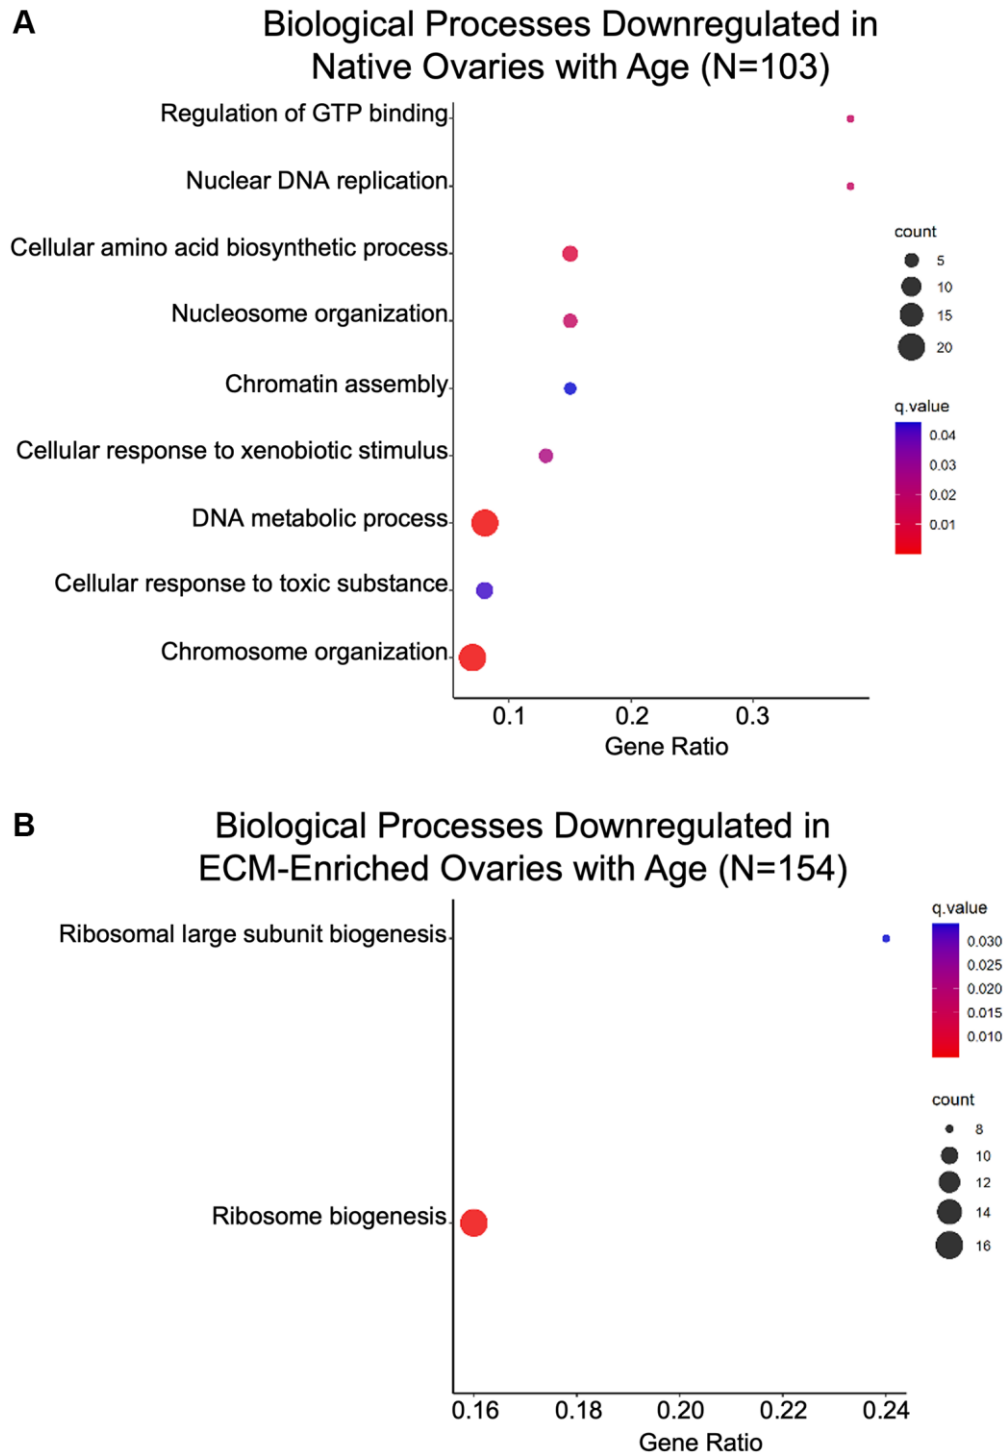 A
Biological Processes Downregulated in
Native Ovaries with Age (N=103)
Regulation of GTP binding
Nuclear DNA replication
Cellular amino acid biosynthetic process
Nucleosome organization
Chromatin assembly
Cellular response to xenobiotic stimulus
DNA metabolic process
Cellular response to toxic substance
Chromosome organization
0.1 0.2 0.3
Gene Ratio
count
5
10
15
20
q.value
0.04
0.03
0.02
0.01
B
Biological Processes Downregulated in
ECM-Enriched Ovaries with Age (N=154)
Ribosomal large subunit biogenesis
Ribosome biogenesis
0.16 0.18 0.20 0.22 0.24
Gene Ratio
q.value
0.030
0.025
0.020
0.015
0.010
count
8
10
12
14
16